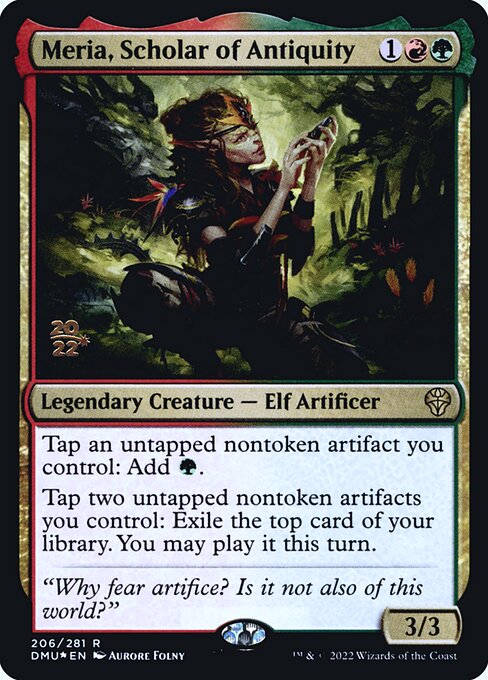 Meria, Scholar of Antiquity 1
20
22
Legendary Creature — Elf Artificer
Tap an untapped nontoken artifact you
control: Add .
Tap two untapped nontoken artifacts
you control: Exile the top card of your
library. You may play it this turn.
“Why fear artifice? Is it not also of this
world?”
3/3
206/281 R
DMU★EN Aurore Folny
™ & © 2022 Wizards of the Coast